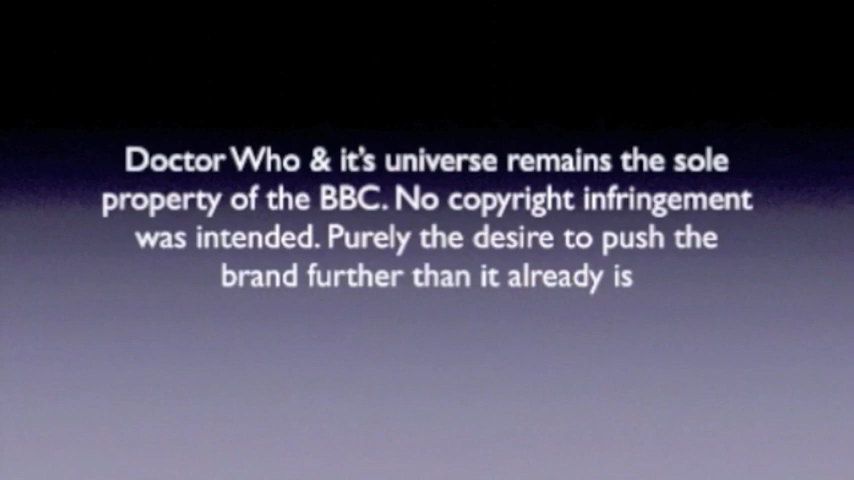 Doctor Who & it's universe remains the sole
property of the BBC. No copyright infringement
was intended. Purely the desire to push the
brand further than it already is